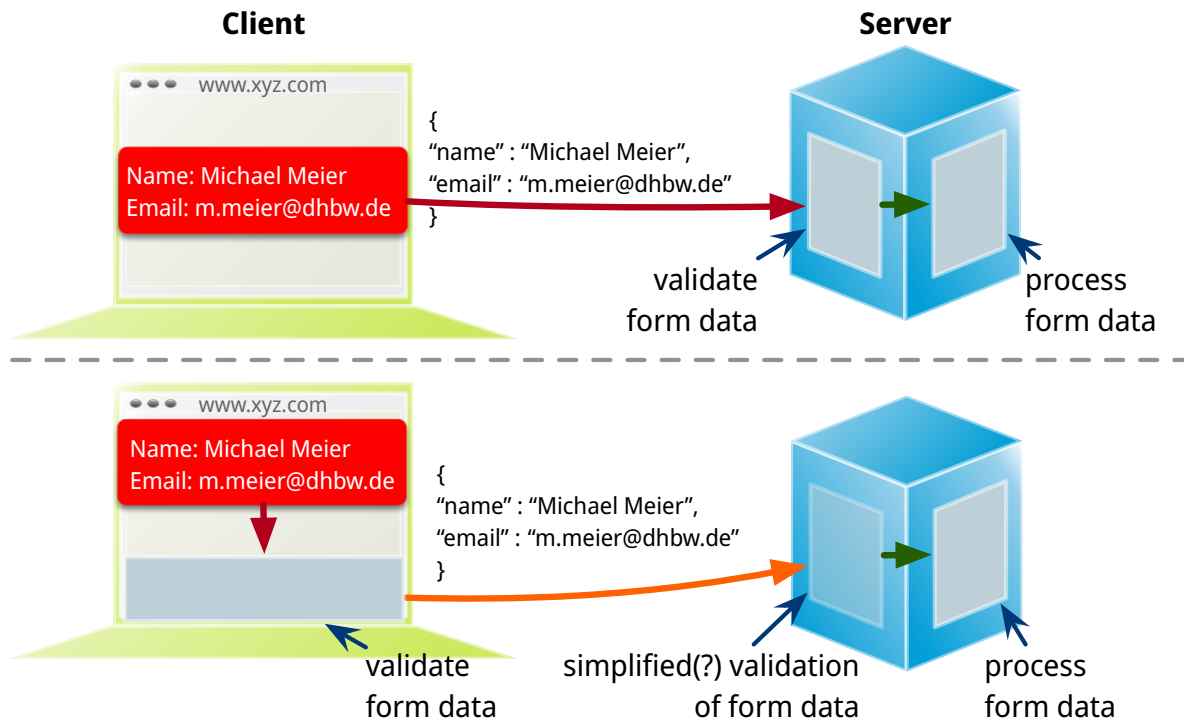 Client
Server
www.xyz.com
Name: Michael Meier
Email: m.meier@dhbw.de
{
“name” : “Michael Meier”,
“email” : “m.meier@dhbw.de”
}
validate
form data
process
form data
www.xyz.com
Name: Michael Meier
Email: m.meier@dhbw.de
{
“name” : “Michael Meier”,
“email” : “m.meier@dhbw.de”
}
validate
form data
simplified(?) validation
of form data
process
form data